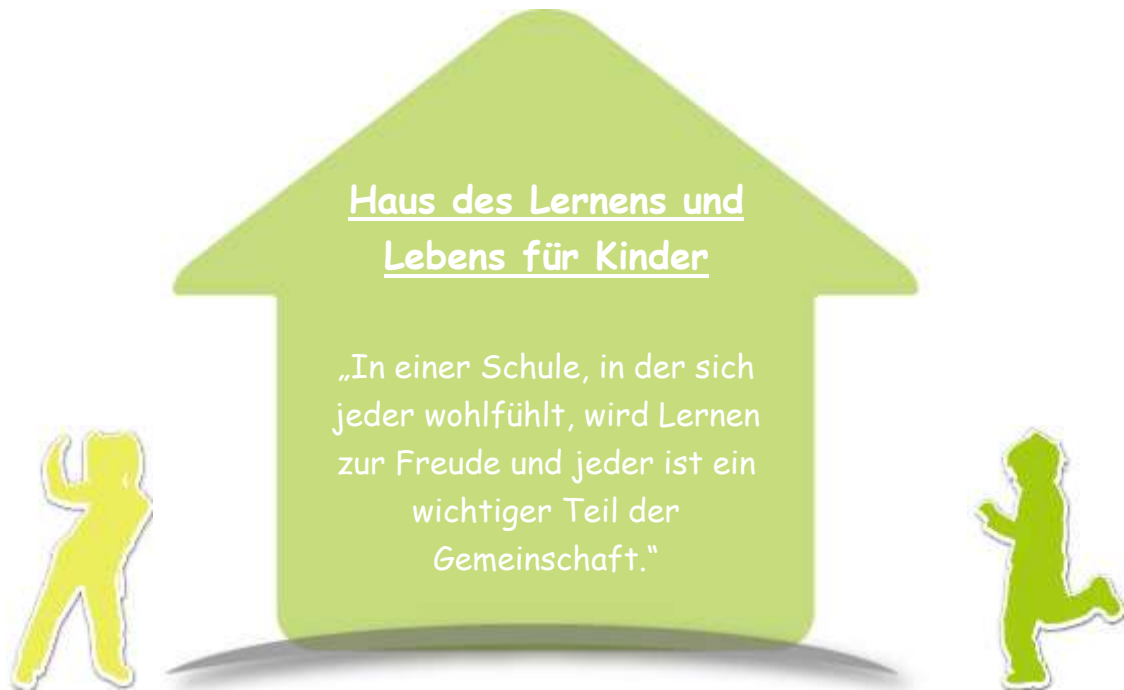 Haus des Lernens und
Lebens für Kinder
„In einer Schule, in der sich
jeder wohlfühlt, wird Lernen
zur Freude und jeder ist ein
wichtiger Teil der
Gemeinschaft.“